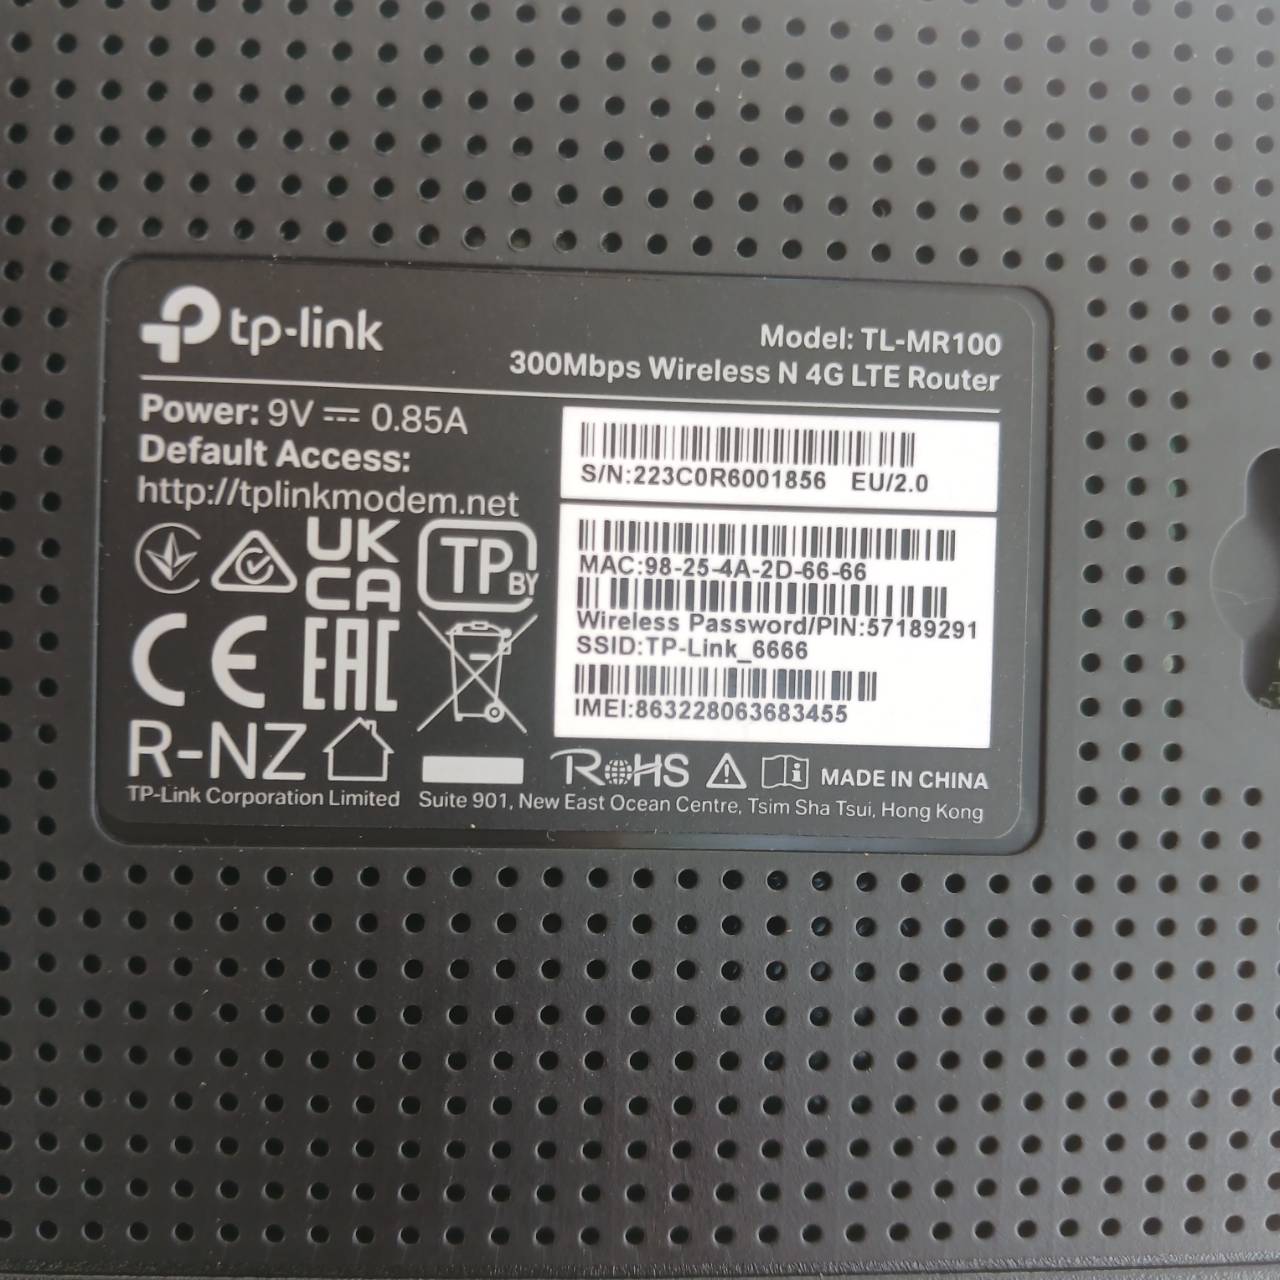 tp-link
Model: TL-MR100
300Mbps Wireless N 4G LTE Router
Power: 9V ⎓ 0.85A
Default Access:
http://tplinkmodem.net
S/N:223C0R6001856 EU/2.0
MAC:98-25-4A-2D-66-66
Wireless Password/PIN:57189291
SSID:TP-Link_6666
IMEI:863228063683455
UK
CA
TP BY
CE EAC
R-NZ
RoHS
MADE IN CHINA
TP-Link Corporation Limited Suite 901, New East Ocean Centre, Tsim Sha Tsui, Hong Kong